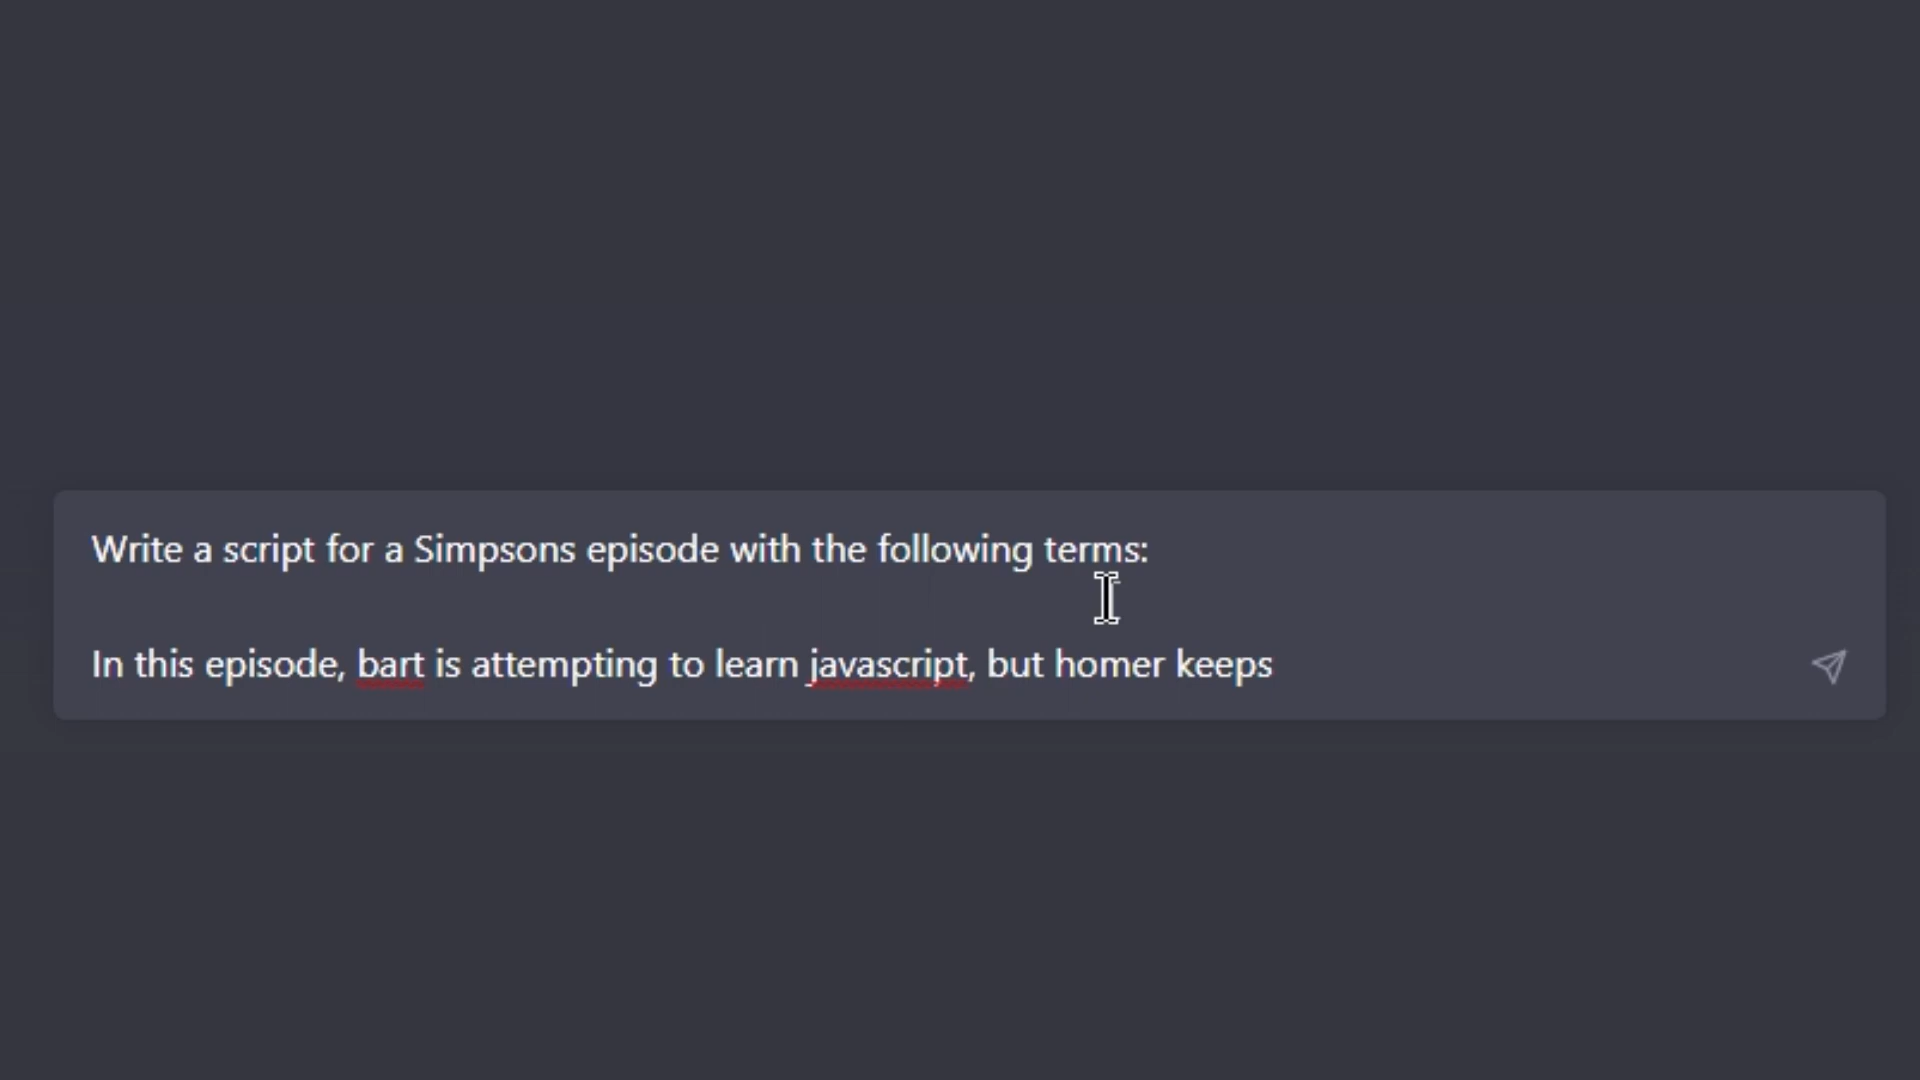 Write a script for a Simpsons episode with the following terms:
In this episode, bart is attempting to learn javascript, but homer keeps